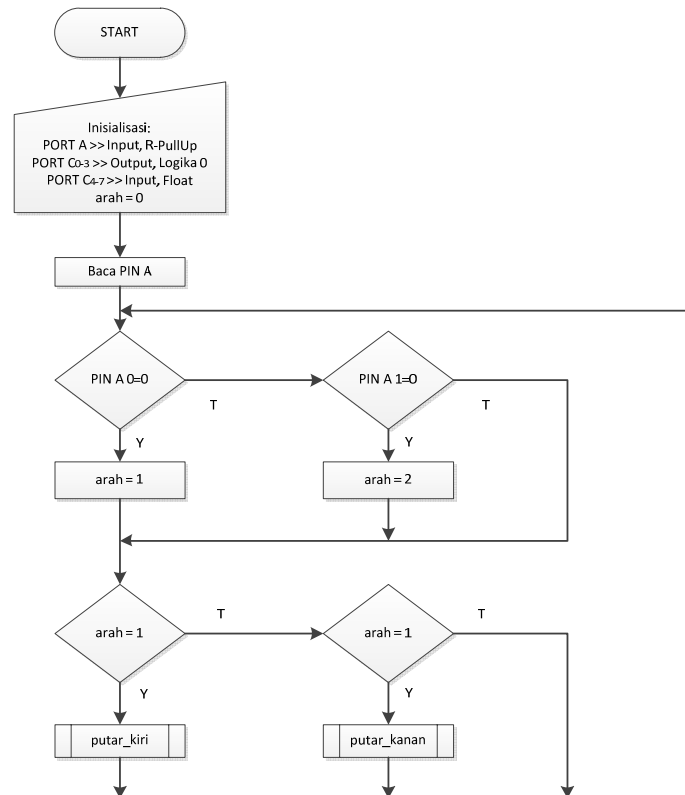 START
Inisialisasi:
PORT A >> Input, R-PullUp
PORT C0-3 >> Output, Logika 0
PORT C4-7 >> Input, Float
arah = 0
Baca PIN A
PIN A 0=0
T
PIN A 1=0
T
Y
Y
arah = 1
arah = 2
arah = 1
T
arah = 1
T
Y
Y
putar_kiri
putar_kanan